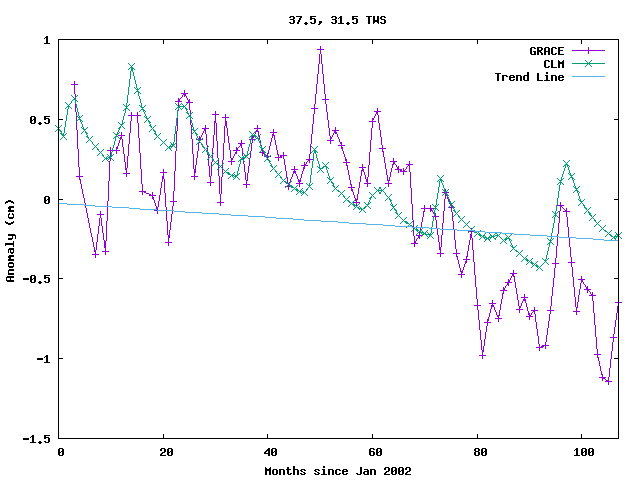 37.5, 31.5 TWS
GRACE
CLM
Trend Line
1
0.5
0
-0.5
-1
-1.5
Anomaly (cm)
0 20 40 60 80 100
Months since Jan 2002